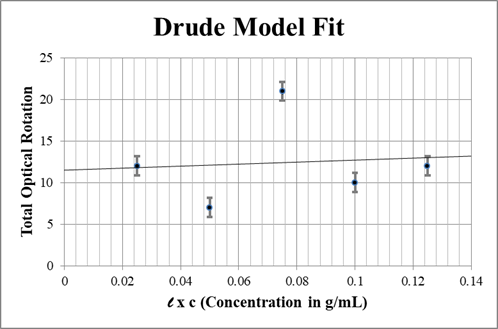 Drude Model Fit
25
20
15
10
5
0
Total Optical Rotation
0 0.02 0.04 0.06 0.08 0.1 0.12 0.14
ℓ x c (Concentration in g/mL)